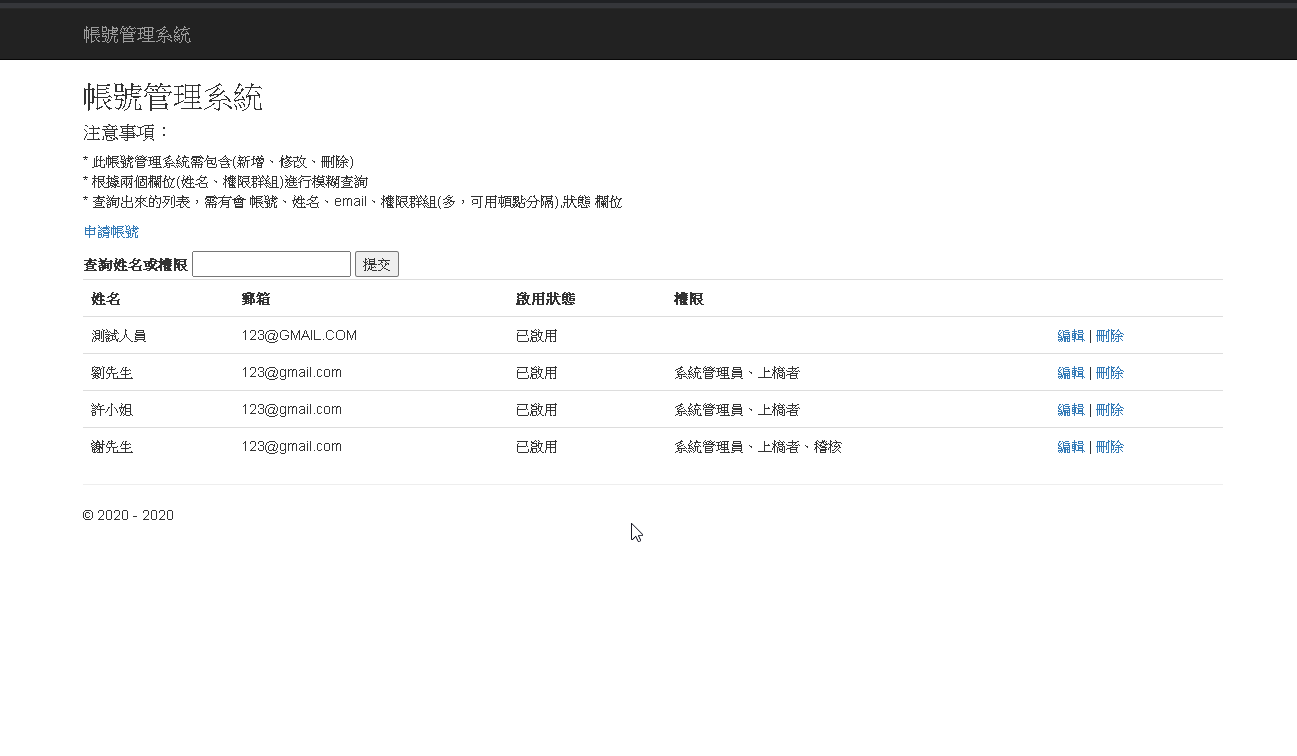 帳號管理系統
帳號管理系統
注意事項：
* 此帳號管理系統需包含(新增、修改、刪除)
* 根據兩個欄位(姓名、權限群組)進行模糊查詢
* 查詢出來的列表，需有會 帳號、姓名、email、權限群組(多，可用頓點分隔),狀態 欄位
申請帳號
查詢姓名或權限 提交
姓名 郵箱 啟用狀態 權限
測試人員 123@GMAIL.COM 已啟用 編輯 | 刪除
劉先生 123@gmail.com 已啟用 系統管理員、上稿者 編輯 | 刪除
許小姐 123@gmail.com 已啟用 系統管理員、上稿者 編輯 | 刪除
謝先生 123@gmail.com 已啟用 系統管理員、上稿者、稽核 編輯 | 刪除
© 2020 - 2020